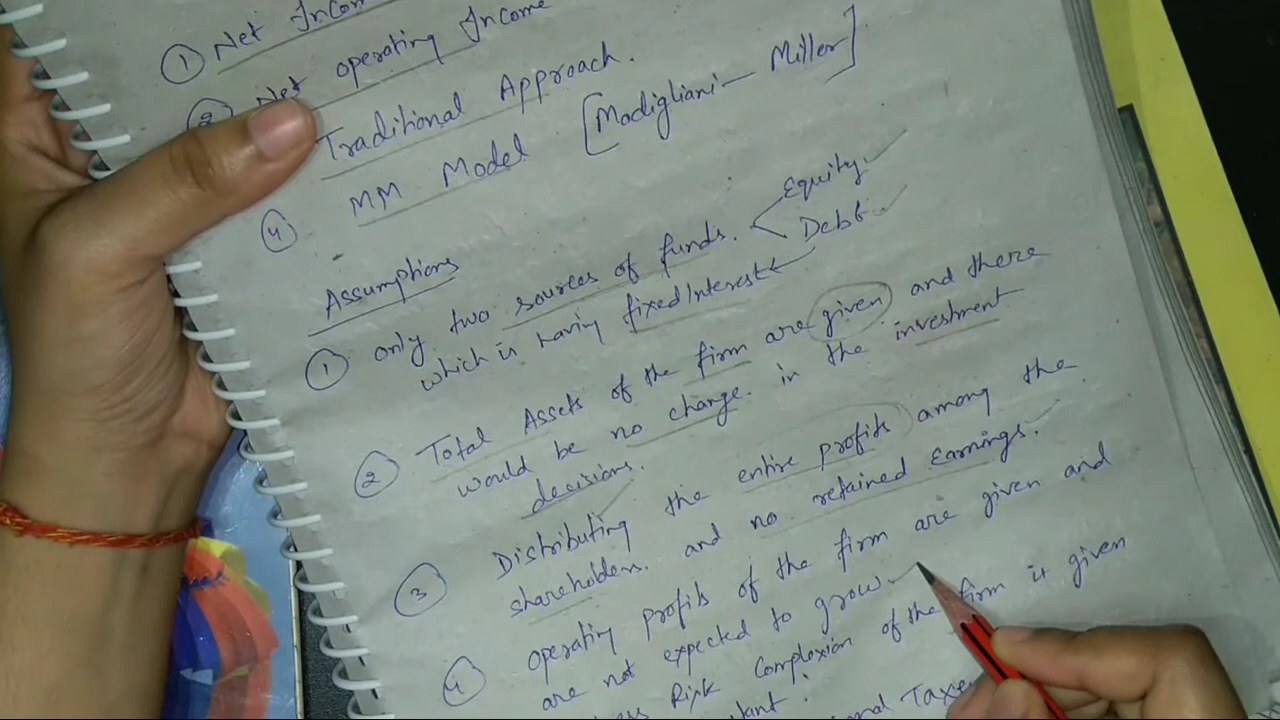 ① Net Incom
② Net operating Income
Traditional Approach.
④ MM Model [Modigliani - Miller].
Assumptions
① only two sources of funds. Equity.
Debt
which is having fixed Interest
② Total Assets of the firm are given and there
would be no change in the investment
decisions.
③ Distributing the entire profits among the
shareholders. and no retained earnings.
④ operating profits of the firm are given and
are not expected to grow.
Risk Complexion of the firm is given
and Taxe